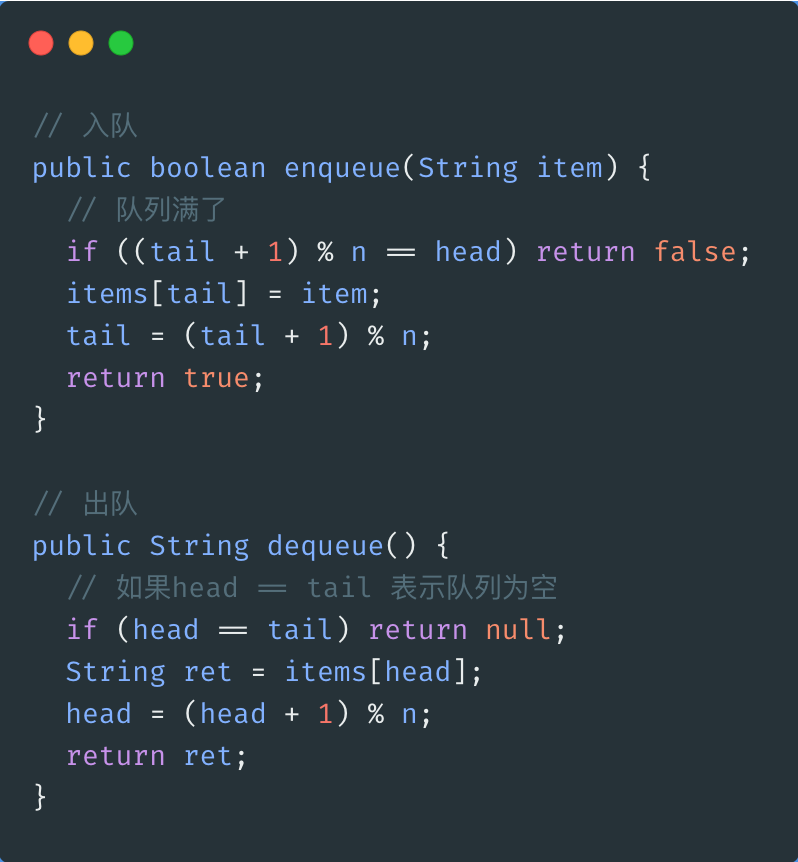 // 入队
public boolean enqueue(String item) {
  // 队列满了
  if ((tail + 1) % n == head) return false;
  items[tail] = item;
  tail = (tail + 1) % n;
  return true;
}
// 出队
public String dequeue() {
  // 如果head == tail 表示队列为空
  if (head == tail) return null;
  String ret = items[head];
  head = (head + 1) % n;
  return ret;
}